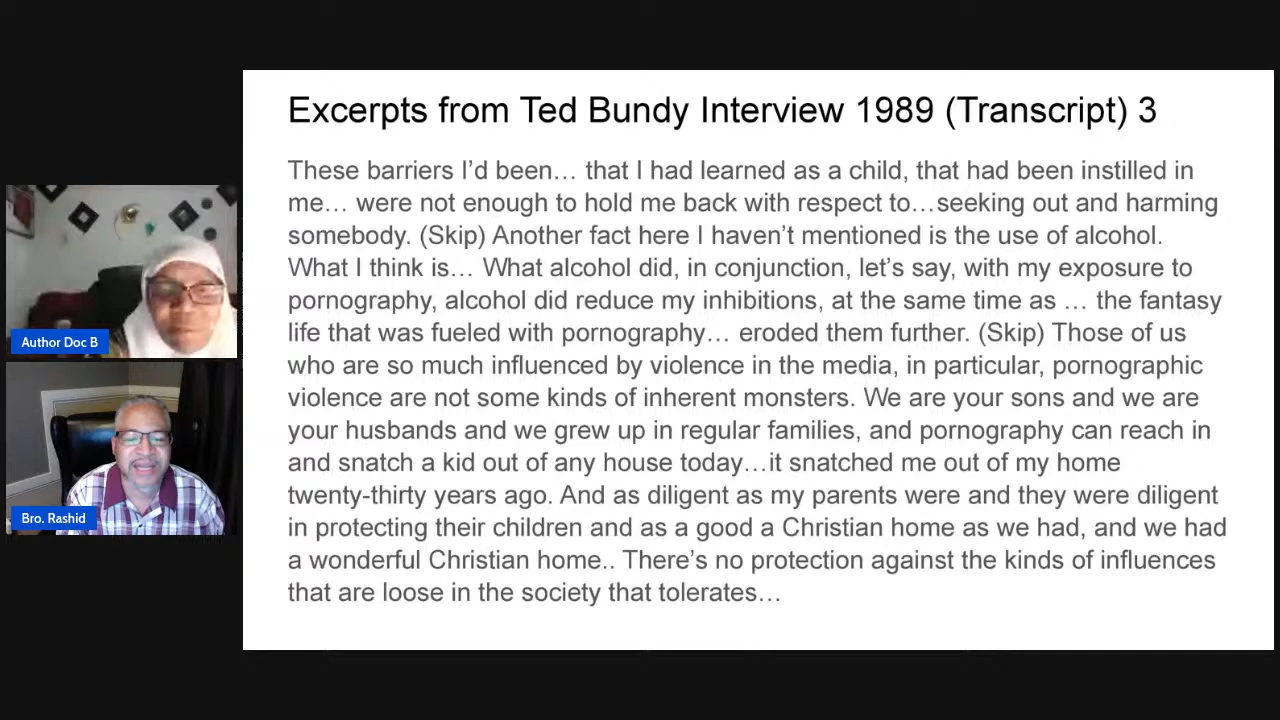 Excerpts from Ted Bundy Interview 1989 (Transcript) 3
These barriers I'd been… that I had learned as a child, that had been instilled in
me… were not enough to hold me back with respect to…seeking out and harming
somebody. (Skip) Another fact here I haven't mentioned is the use of alcohol.
What I think is… What alcohol did, in conjunction, let's say, with my exposure to
pornography, alcohol did reduce my inhibitions, at the same time as … the fantasy
life that was fueled with pornography… eroded them further. (Skip) Those of us
who are so much influenced by violence in the media, in particular, pornographic
violence are not some kinds of inherent monsters. We are your sons and we are
your husbands and we grew up in regular families, and pornography can reach in
and snatch a kid out of any house today…it snatched me out of my home
twenty-thirty years ago. And as diligent as my parents were and they were diligent
in protecting their children and as a good a Christian home as we had, and we had
a wonderful Christian home.. There's no protection against the kinds of influences
that are loose in the society that tolerates…
Author Doc B
Bro. Rashid